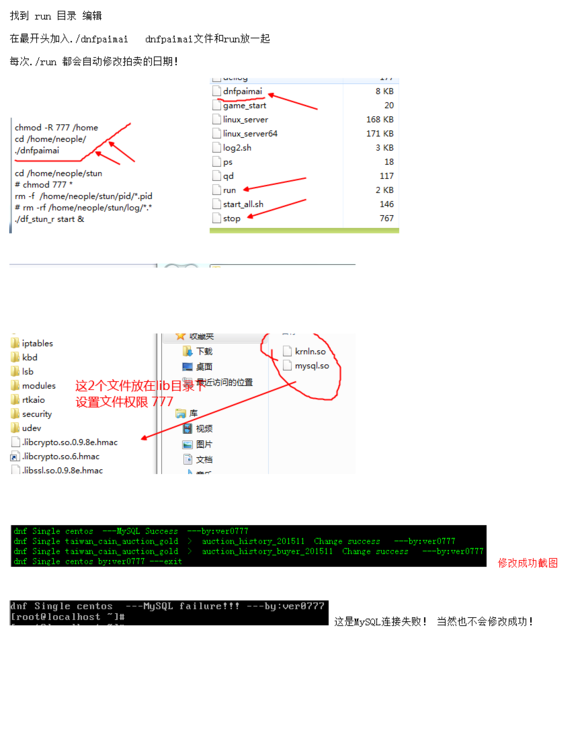 找到 run 目录 编辑
在最开头加入./dnfpaimai  dnfpaimai文件和run放一起
每次./run 都会自动修改拍卖的日期！
chmod -R 777 /home
cd /home/neople/
./dnfpaimai
cd /home/neople/stun
# chmod 777 *
rm -f /home/neople/stun/pid/*.pid
# rm -rf /home/neople/stun/log/*.*
./df_stun_r start &
177
dnfpaimai 8 KB
game_start 20
linux_server 168 KB
linux_server64 171 KB
log2.sh 3 KB
ps 18
qd 117
run 2 KB
start_all.sh 146
stop 767
iptables
kbd
lsb
modules
rtkaio
security
udev
.libcrypto.so.0.9.8e.hmac
.libcrypto.so.6.hmac
.libssl.so.0.9.8e.hmac
这2个文件放在lib目录下
设置文件权限 777
收藏夹
下载
桌面
最近访问的位置
库
视频
图片
文档
音乐
krnln.so
mysql.so
dnf Single centos  ---MySQL Success  ---by:ver0777
dnf Single taiwan_cain_auction_gold  >  auction_history_201511  Change success  ---by:ver0777
dnf Single taiwan_cain_auction_gold  >  auction_history_buyer_201511  Change success  ---by:ver0777
dnf Single centos by:ver0777 ---exit
修改成功截图
dnf Single centos  ---MySQL failure!!! ---by:ver0777
[root@localhost ~]#
这是MySQL连接失败！ 当然也不会修改成功！